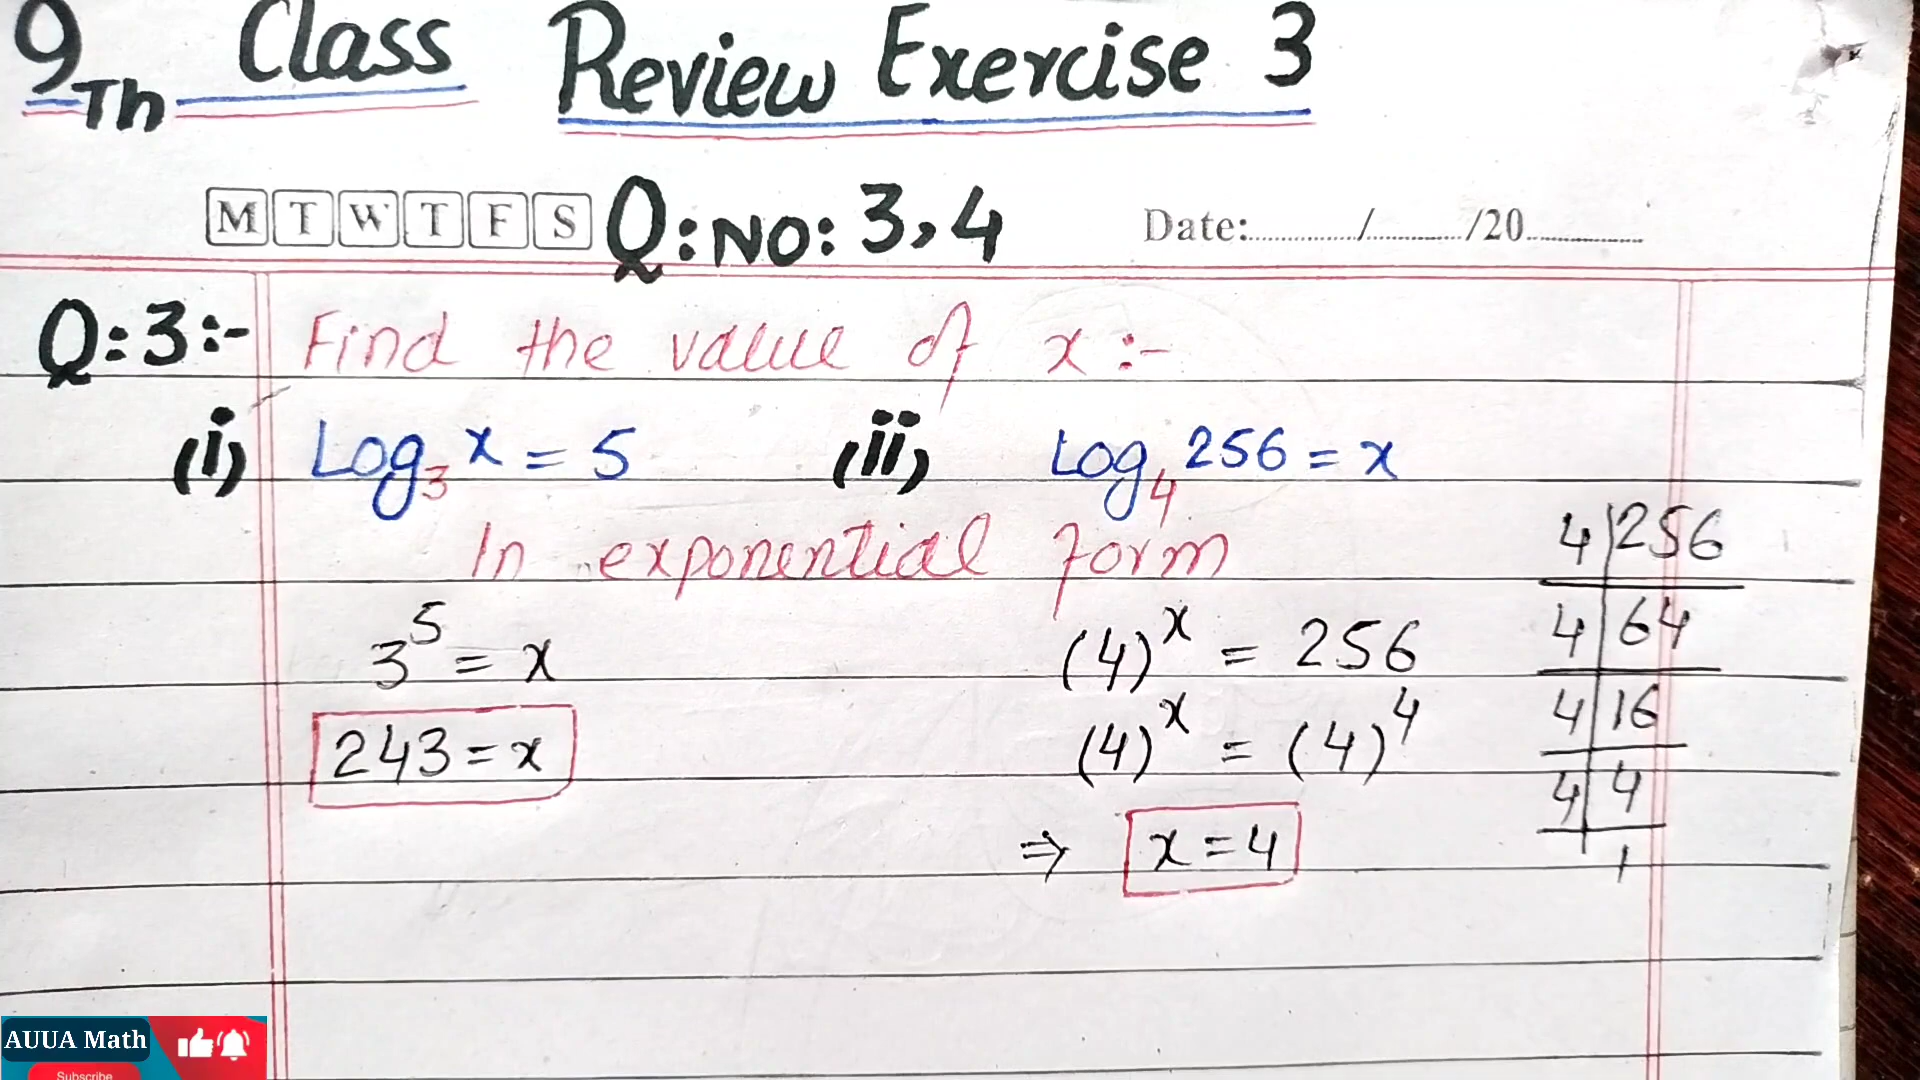 9Th Class Review Exercise 3
M T W T F S Q:NO: 3,4 Date:............/............/20............
Q:3:- Find the value of x:-
(i) Log₃ x = 5 (ii) Log₄ 256 = x
In exponential form
3⁵ = x
243 = x
(4)ˣ = 256
(4)ˣ = (4)⁴
⇒ x = 4
4|256
4|64
4|16
4|4
1
AUUA Math
Subscribe